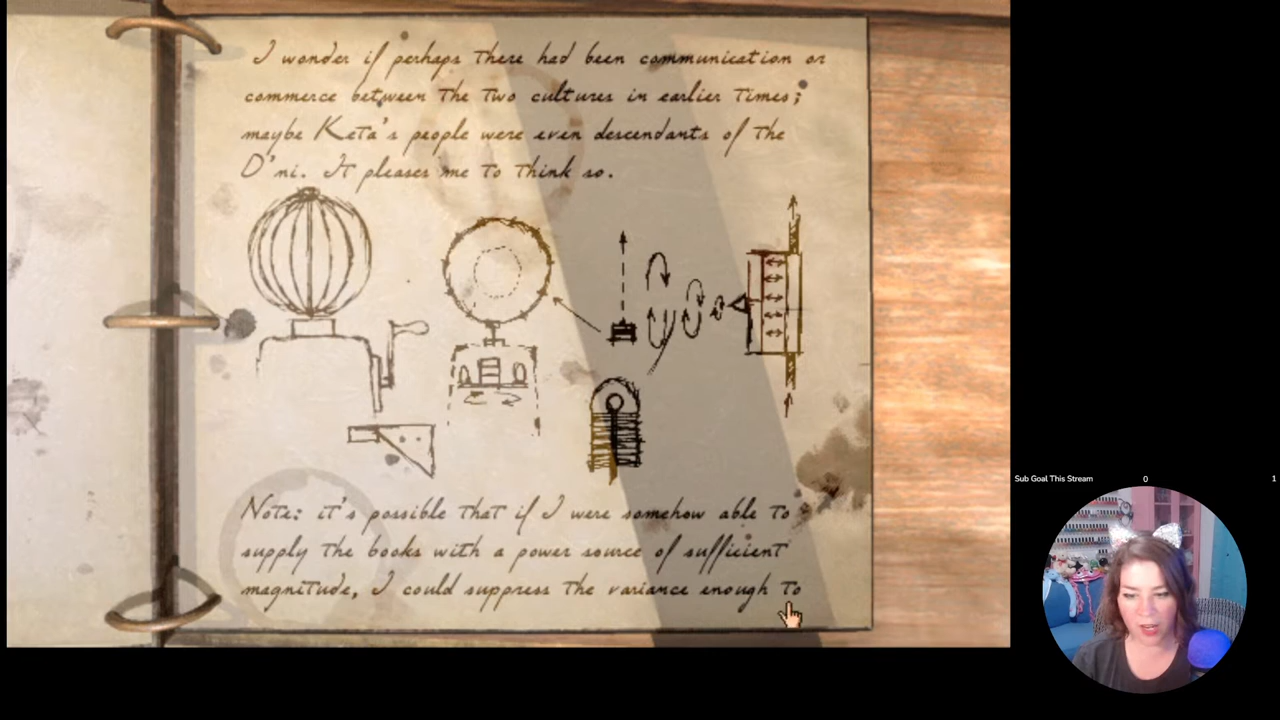 I wonder if perhaps there had been communication or
commerce between the two cultures in earlier times;
maybe Keta's people were even descendants of the
D'ni. It pleases me to think so.
Note: it's possible that if I were somehow able to
supply the books with a power source of sufficient
magnitude, I could suppress the variance enough to
Sub Goal This Stream 0 1